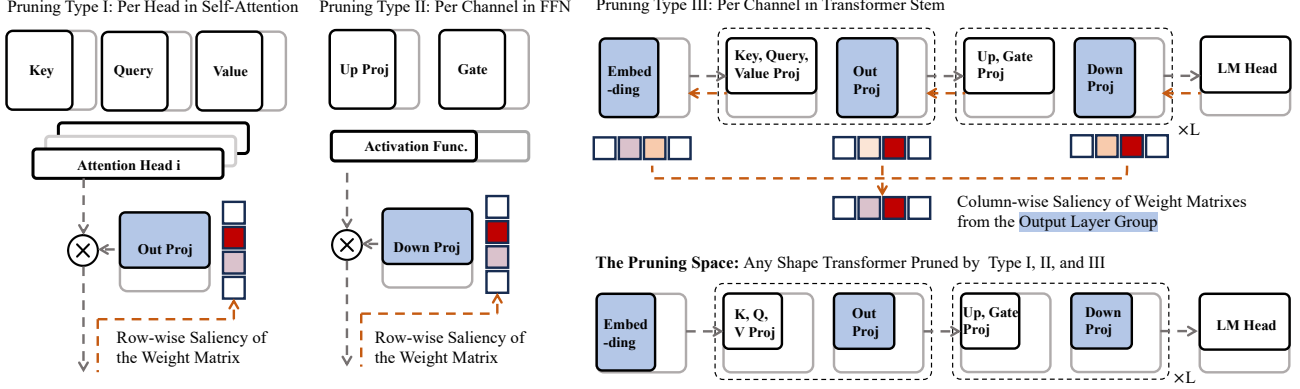 Pruning Type I: Per Head in Self-Attention
Key
Query
Value
Attention Head i
Out Proj
Row-wise Saliency of
the Weight Matrix
Pruning Type II: Per Channel in FFN
Up Proj
Gate
Activation Func.
Down Proj
Row-wise Saliency of
the Weight Matrix
Pruning Type III: Per Channel in Transformer Stem
Embed
-ding
Key, Query,
Value Proj
Out
Proj
Up, Gate
Proj
Down
Proj
LM Head
×L
Column-wise Saliency of Weight Matrixes
from the Output Layer Group
The Pruning Space: Any Shape Transformer Pruned by Type I, II, and III
Embed
-ding
K, Q,
V Proj
Out
Proj
Up, Gate
Proj
Down
Proj
LM Head
×L